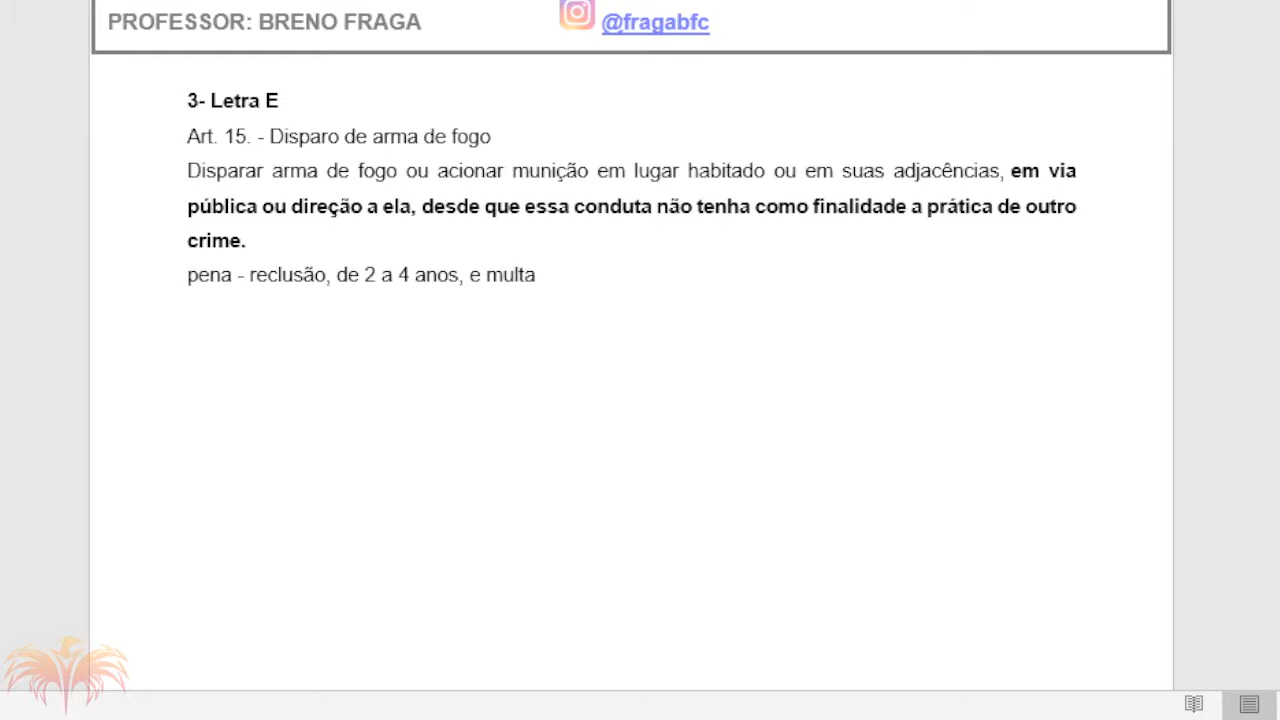 PROFESSOR: BRENO FRAGA @fragabfc
3- Letra E
Art. 15. - Disparo de arma de fogo
Disparar arma de fogo ou acionar munição em lugar habitado ou em suas adjacências, em via
pública ou direção a ela, desde que essa conduta não tenha como finalidade a prática de outro
crime.
pena - reclusão, de 2 a 4 anos, e multa